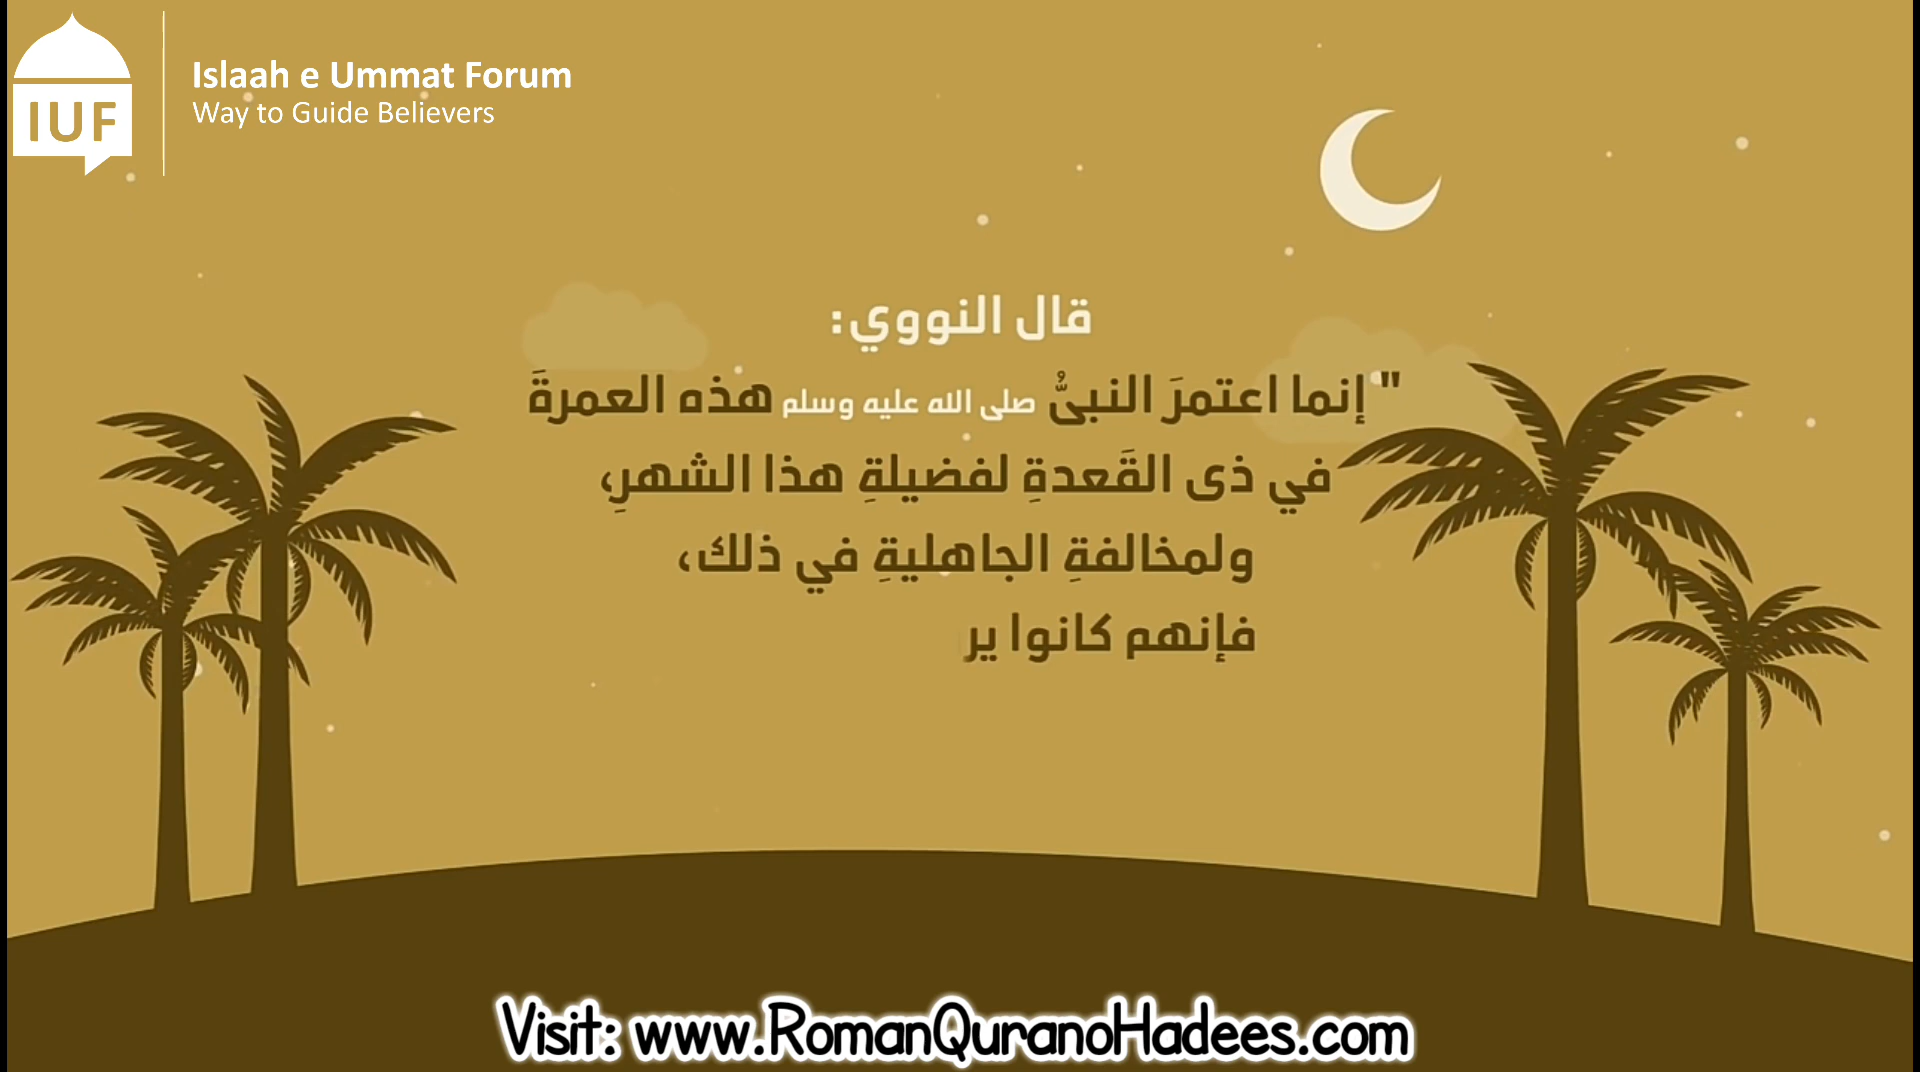 Islaah e Ummat Forum
Way to Guide Believers
IUF
قال النووي:
"إنما اعتمرَ النبىُّ صلى الله عليه وسلم هذه العمرةَ
في ذى القَعدةِ لفضيلةِ هذا الشهرِ،
ولمخالفةِ الجاهليةِ في ذلك،
فإنهم كانوا ير
Visit: www.RomanQuranoHadees.com